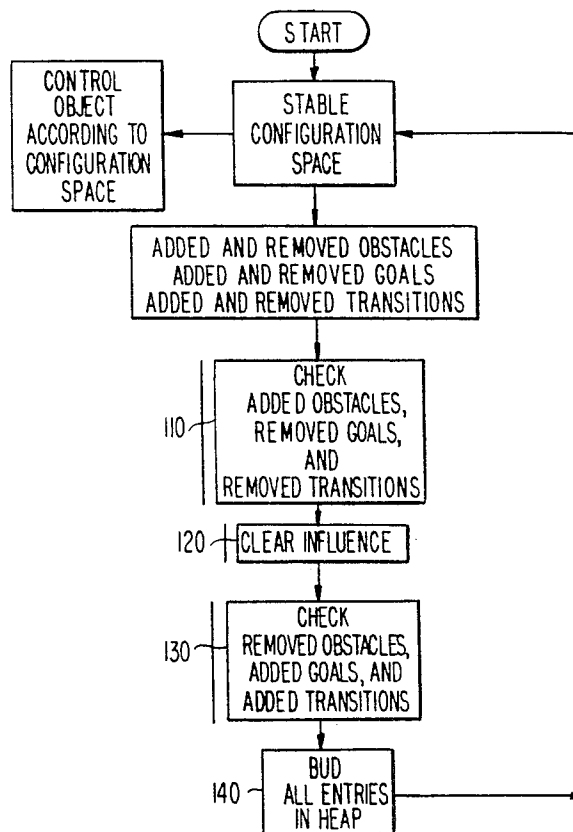 START
CONTROL
OBJECT
ACCORDING TO
CONFIGURATION
SPACE
STABLE
CONFIGURATION
SPACE
ADDED AND REMOVED OBSTACLES
ADDED AND REMOVED GOALS
ADDED AND REMOVED TRANSITIONS
110
CHECK
ADDED OBSTACLES,
REMOVED GOALS,
AND
REMOVED TRANSITIONS
120
CLEAR INFLUENCE
130
CHECK
REMOVED OBSTACLES,
ADDED GOALS, AND
ADDED TRANSITIONS
140
BUD
ALL ENTRIES
IN HEAP